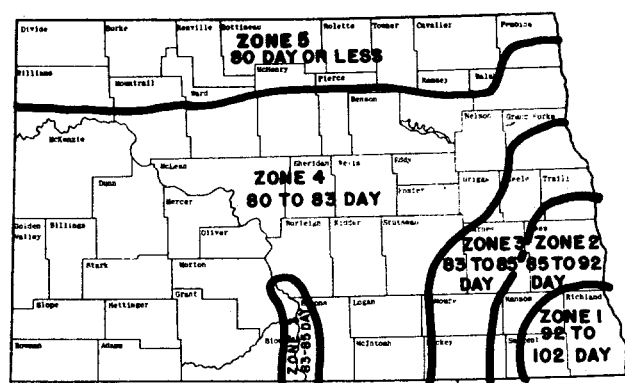 Divide
Burke
Renville
Bottineau
Rolette
Towner
Cavalier
Pembina
ZONE 5
80 DAY OR LESS
Williams
Mountrail
Ward
McHenry
Pierce
Ramsey
Benson
Nelson
Grand Forks
McKenzie
McLean
Sheridan
Wells
Eddy
Foster
Griggs
Steele
Traill
ZONE 4
80 TO 83 DAY
Dunn
Mercer
Oliver
Burleigh
Kidder
Stutsman
Barnes
Golden
Valley
Billings
Stark
Morton
ZONE 3
83 TO 85
DAY
ZONE 2
85 TO 92
DAY
Slope
Hettinger
Grant
Logan
Ransom
Richland
ZONE 1
92 TO
102 DAY
Bowman
Adams
McIntosh
ZONE 3
83-85 DAY